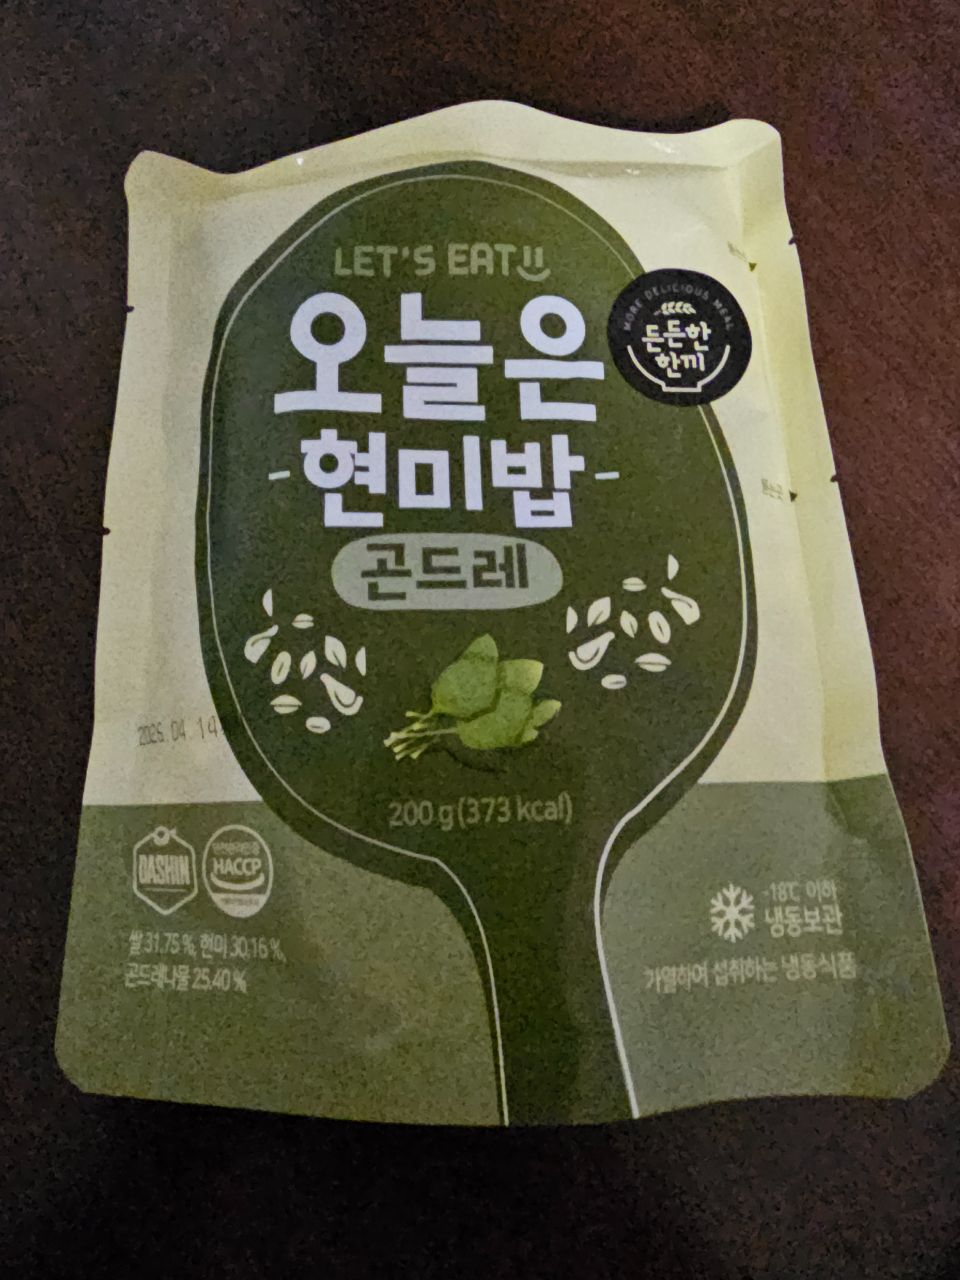 LET'S EAT
오늘은
MORE DELICIOUS MEAL
든든한
한끼
현미밥
곤드레
04. 14
200 g (373 kcal)
DASHIN
HACCP
쌀 31.75 %, 현미 30.16 %,
곤드레나물 25.40 %
-18℃ 이하
냉동보관
가열하여 섭취하는 냉동식품